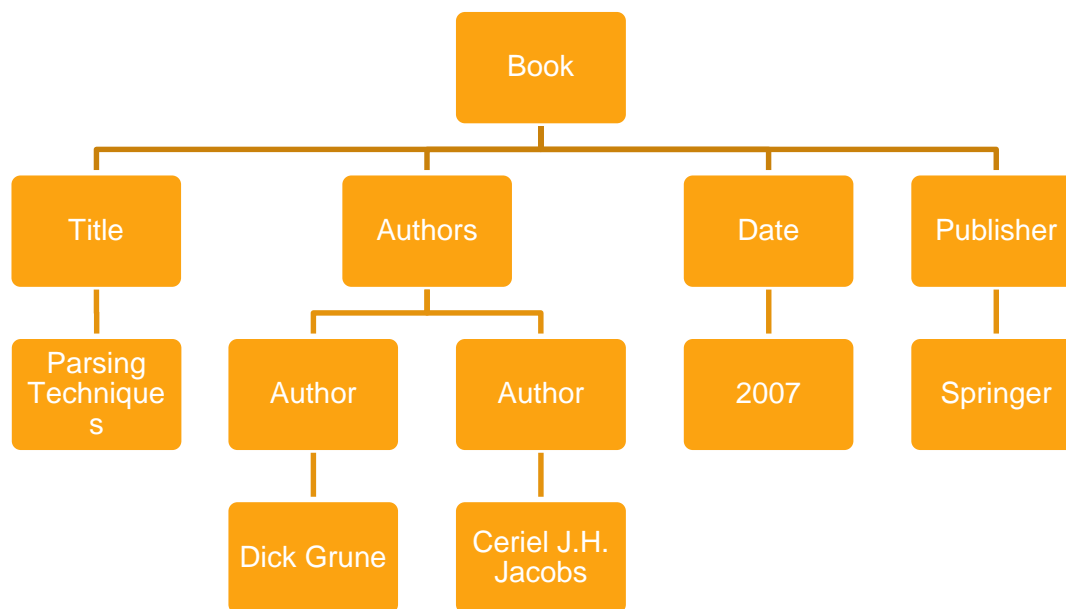 Book
Title
Authors
Date
Publisher
Parsing
Technique
s
Author
Author
2007
Springer
Dick Grune
Ceriel J.H.
Jacobs